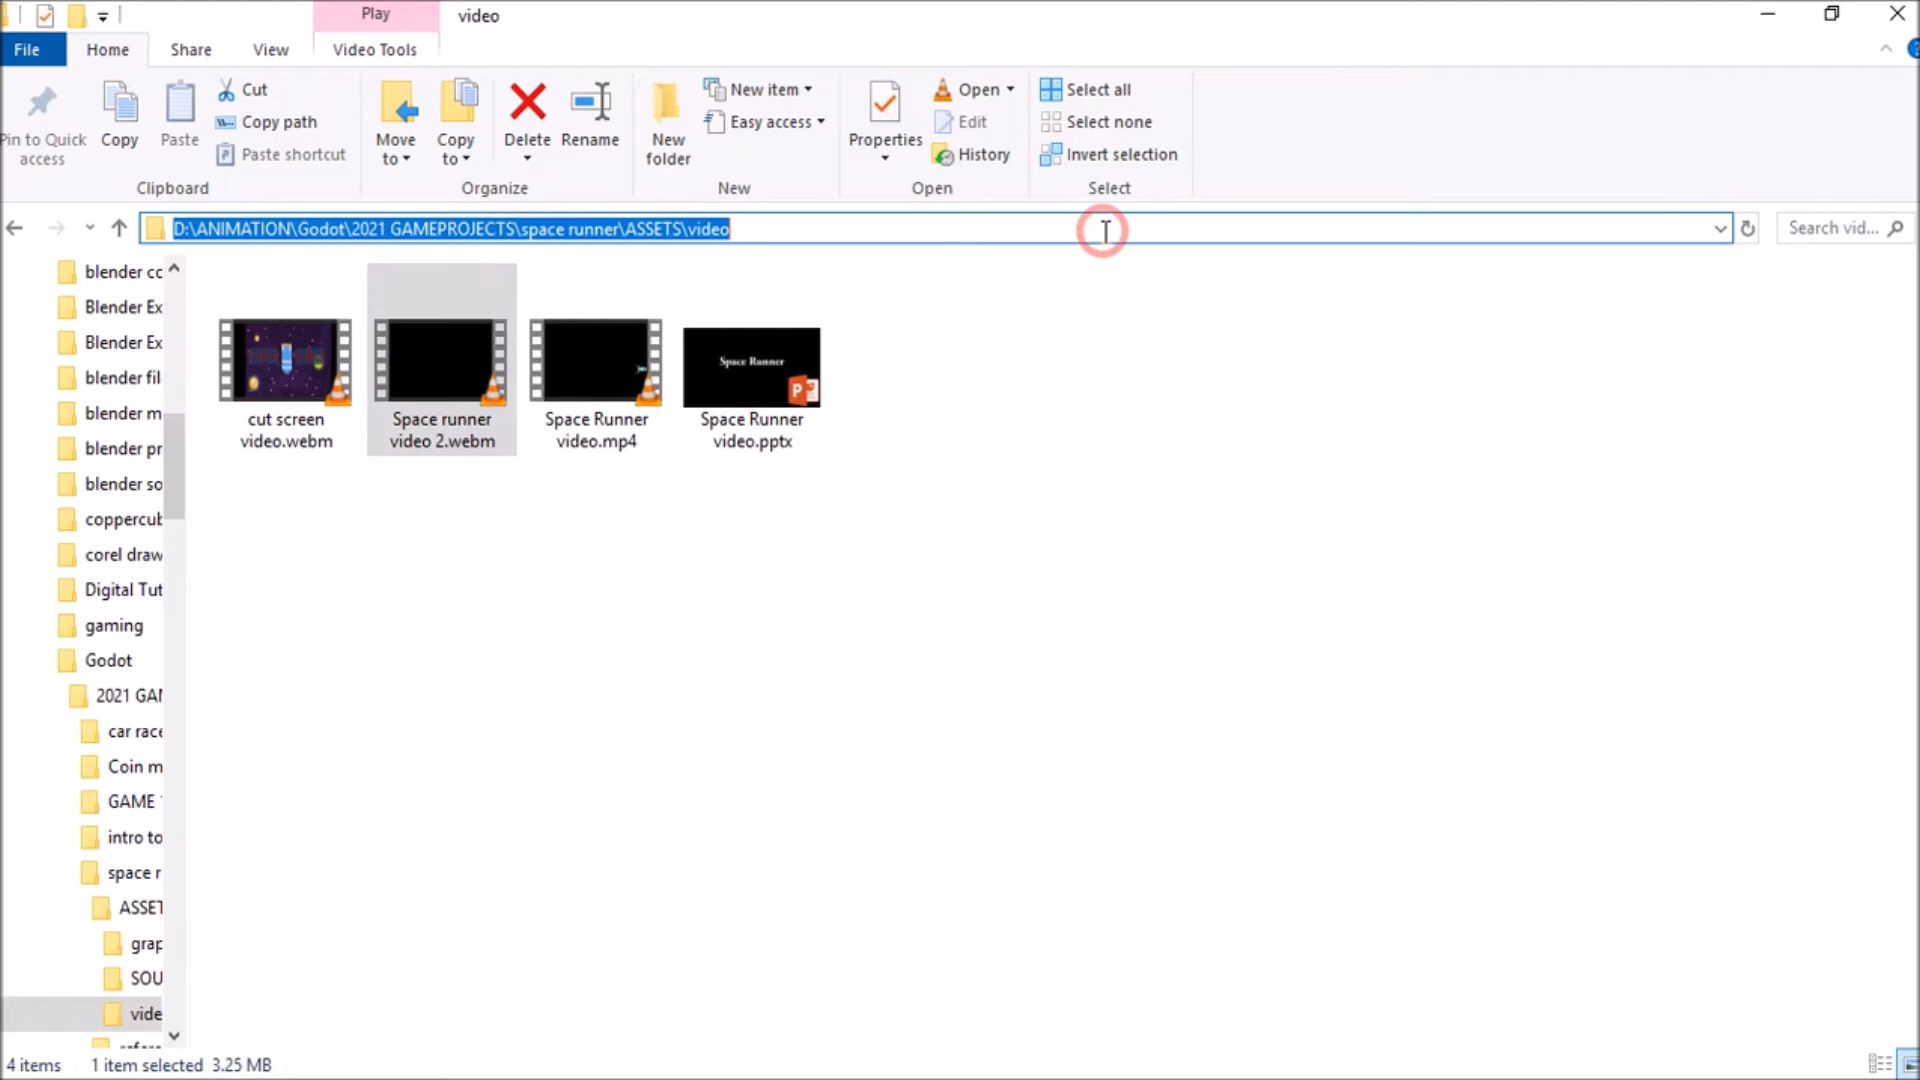 Play
video
File
Home
Share
View
Video Tools
Pin to Quick
access
Copy
Paste
Cut
Copy path
Paste shortcut
Clipboard
Move
to
Copy
to
Delete
Rename
Organize
New
folder
New item
Easy access
New
Properties
Open
Edit
History
Open
Select all
Select none
Invert selection
Select
D:\ANIMATION\Godot\2021 GAMEPROJECTS\space runner\ASSETS\video
Search vid...
blender cc
Blender Ex
Blender Ex
blender fil
blender m
blender pr
blender so
coppercub
corel draw
Digital Tut
gaming
Godot
2021 GAM
car race
Coin m
GAME
intro to
space r
ASSET
grap
SOU
vide
cut screen
video.webm
Space runner
video 2.webm
Space Runner
video.mp4
Space Runner
Space Runner
video.pptx
4 items
1 item selected 3.25 MB